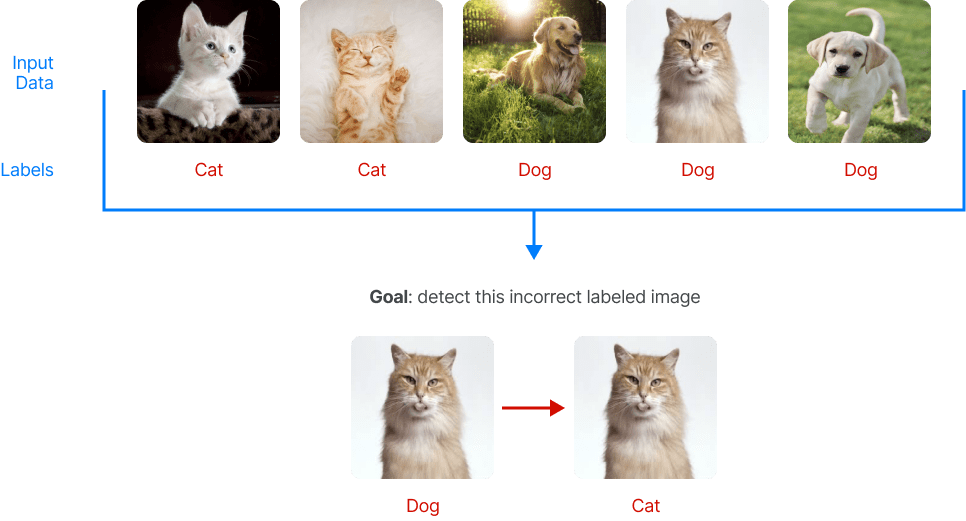 Input
Data
Labels
Cat
Cat
Dog
Dog
Dog
Goal: detect this incorrect labeled image
Dog
Cat